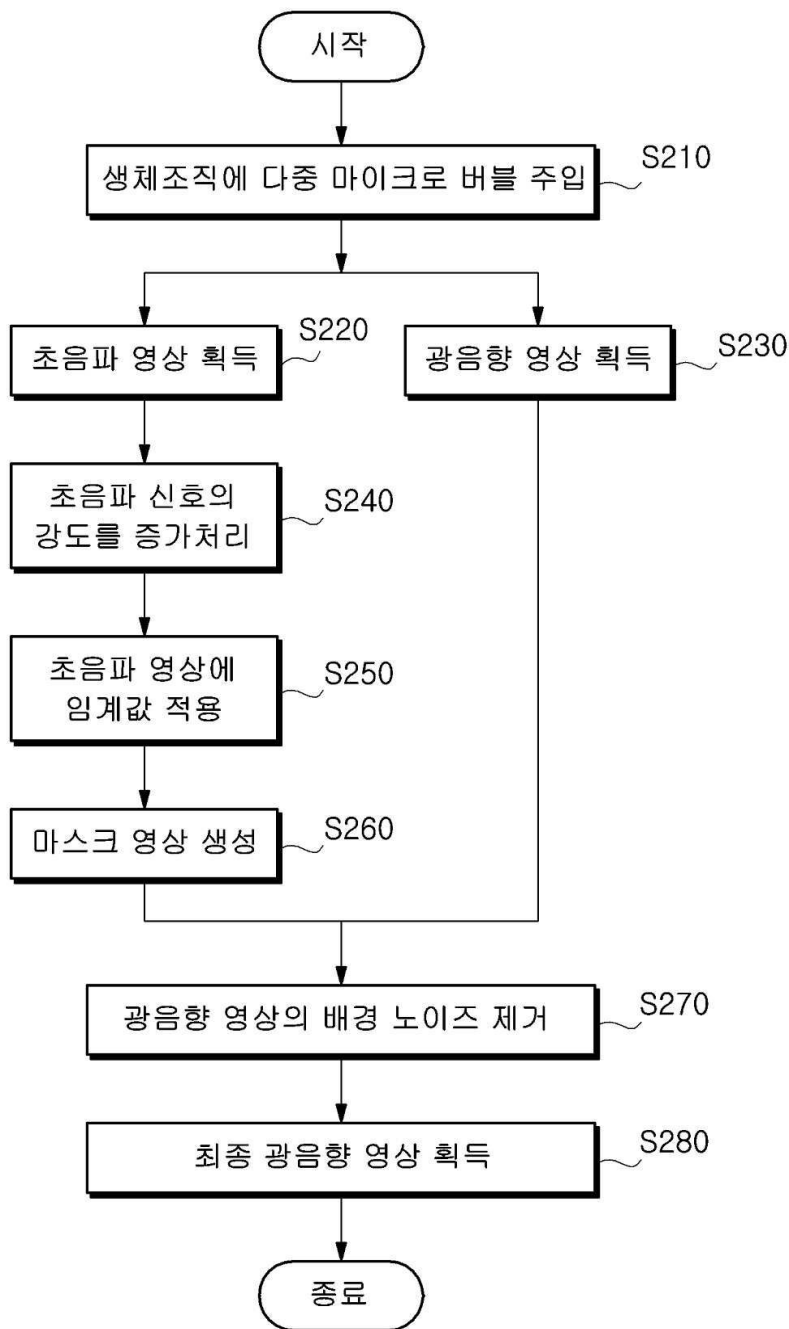 시작
생체조직에 다중 마이크로 버블 주입
S210
초음파 영상 획득
S220
광음향 영상 획득
S230
초음파 신호의
강도를 증가처리
S240
초음파 영상에
임계값 적용
S250
마스크 영상 생성
S260
광음향 영상의 배경 노이즈 제거
S270
최종 광음향 영상 획득
S280
종료